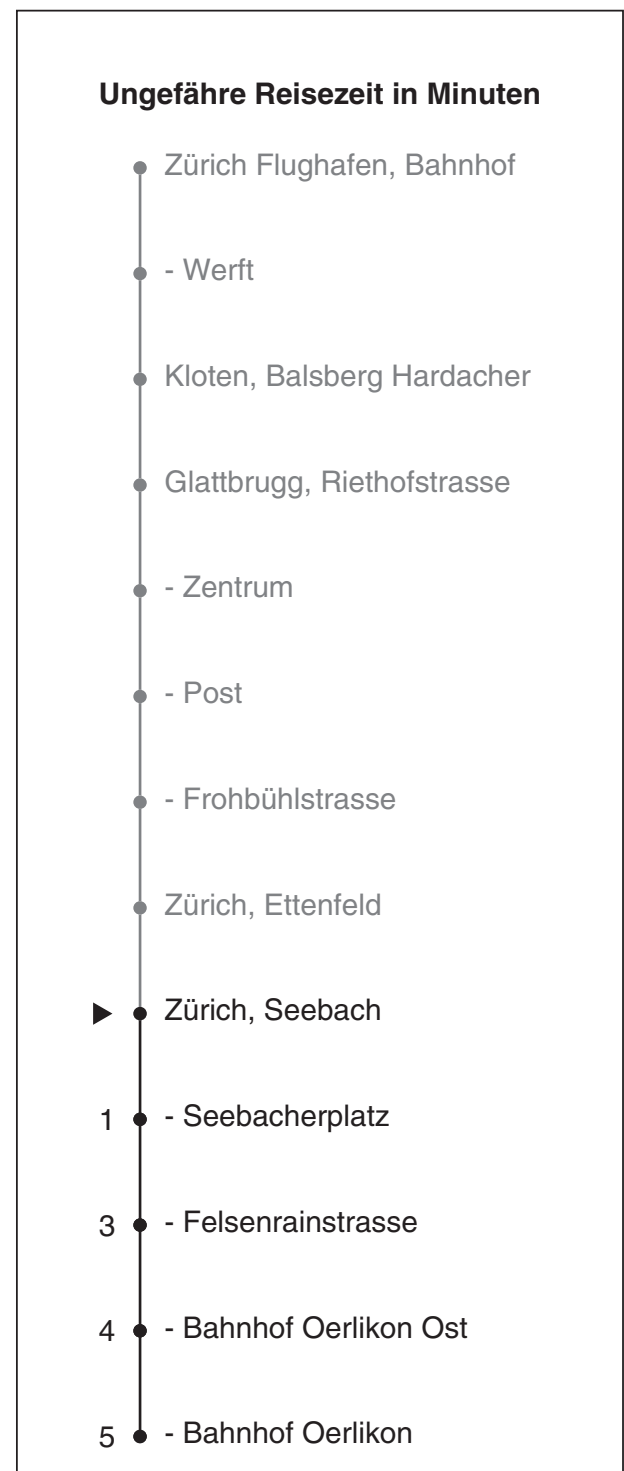 Ungefähre Reisezeit in Minuten
Zürich Flughafen, Bahnhof
- Werft
Kloten, Balsberg Hardacher
Glattbrugg, Riethofstrasse
- Zentrum
- Post
- Frohbühlstrasse
Zürich, Ettenfeld
Zürich, Seebach
1 - Seebacherplatz
3 - Felsenrainstrasse
4 - Bahnhof Oerlikon Ost
5 - Bahnhof Oerlikon